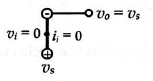 v_o = v_s
v_i = 0 i_i = 0
v_s